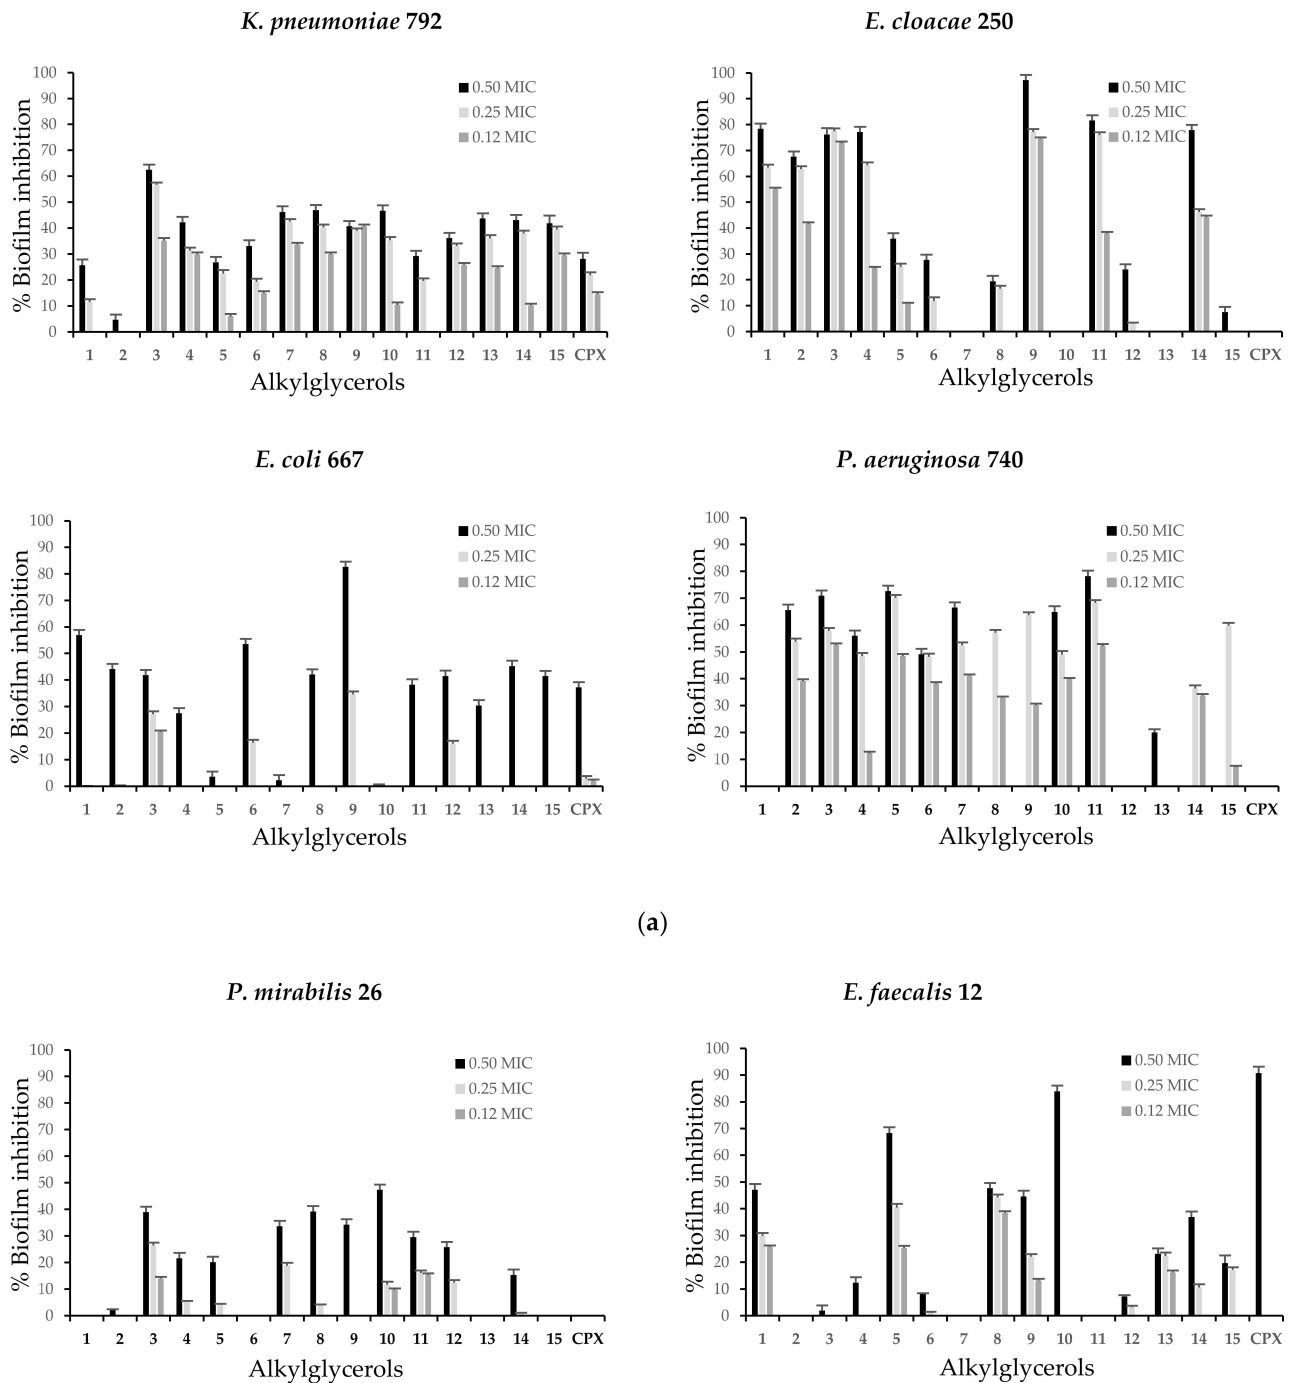 K. pneumoniae 792
% Biofilm inhibition
100
90
80
70
60
50
40
30
20
10
0
0.50 MIC
0.25 MIC
0.12 MIC
1 2 3 4 5 6 7 8 9 10 11 12 13 14 15 CPX
Alkylglycerols
E. cloacae 250
% Biofilm inhibition
100
90
80
70
60
50
40
30
20
10
0
0.50 MIC
0.25 MIC
0.12 MIC
1 2 3 4 5 6 7 8 9 10 11 12 13 14 15 CPX
Alkylglycerols
E. coli 667
% Biofilm inhibition
100
90
80
70
60
50
40
30
20
10
0
0.50 MIC
0.25 MIC
0.12 MIC
1 2 3 4 5 6 7 8 9 10 11 12 13 14 15 CPX
Alkylglycerols
P. aeruginosa 740
% Biofilm inhibition
100
90
80
70
60
50
40
30
20
10
0
0.50 MIC
0.25 MIC
0.12 MIC
1 2 3 4 5 6 7 8 9 10 11 12 13 14 15 CPX
Alkylglycerols
(a)
P. mirabilis 26
% Biofilm inhibition
100
90
80
70
60
50
40
30
20
10
0
0.50 MIC
0.25 MIC
0.12 MIC
1 2 3 4 5 6 7 8 9 10 11 12 13 14 15 CPX
Alkylglycerols
E. faecalis 12
% Biofilm inhibition
100
90
80
70
60
50
40
30
20
10
0
0.50 MIC
0.25 MIC
0.12 MIC
1 2 3 4 5 6 7 8 9 10 11 12 13 14 15 CPX
Alkylglycerols